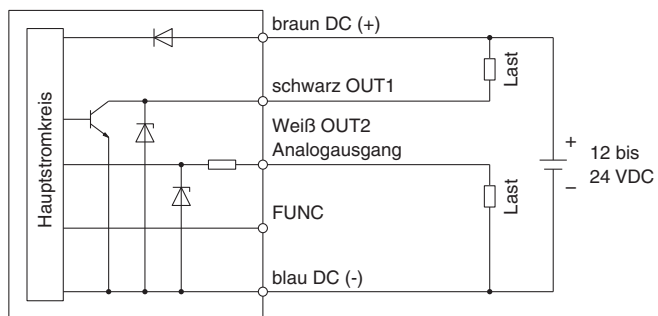 braun DC (+)
Last
schwarz OUT1
Weiß OUT2
Analogausgang
Hauptstromkreis
+
12 bis
24 VDC
–
Last
FUNC
blau DC (-)